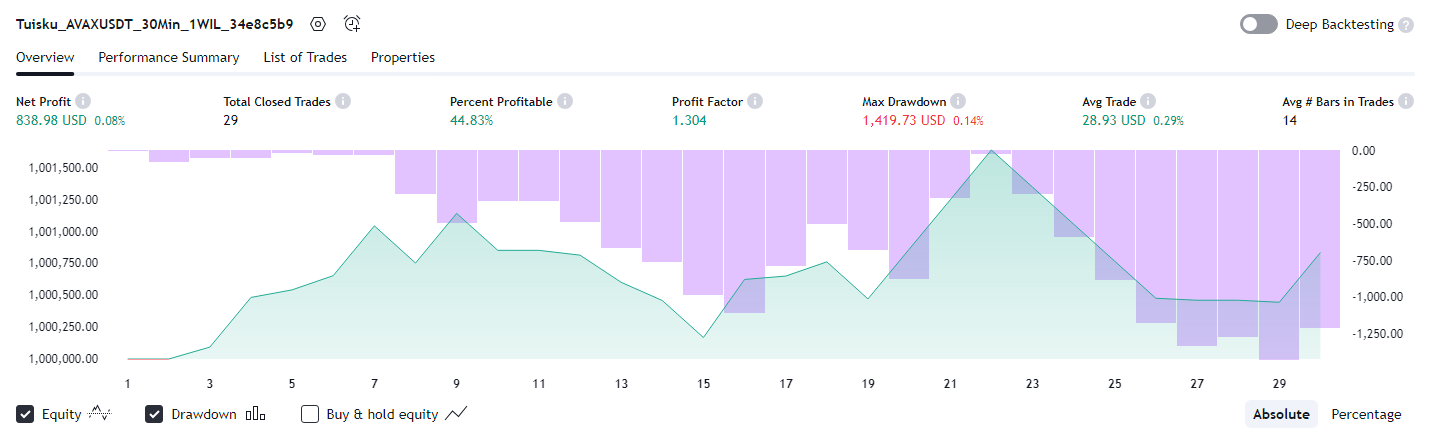 Tuisku_AVAXUSDT_30Min_1WIL_34e8c5b9 Deep Backtesting ?
Overview Performance Summary List of Trades Properties
Net Profit i Total Closed Trades i Percent Profitable i Profit Factor i Max Drawdown i Avg Trade i Avg # Bars in Trades i
838.98 USD 0.08% 29 44.83% 1.304 1,419.73 USD 0.14% 28.93 USD 0.29% 14
0.00
1,001,500.00
-250.00
1,001,250.00
-500.00
1,001,000.00
1,000,750.00 -750.00
1,000,500.00 -1,000.00
1,000,250.00 -1,250.00
1,000,000.00
1 3 5 7 9 11 13 15 17 19 21 23 25 27 29
Equity Drawdown Buy & hold equity Absolute Percentage